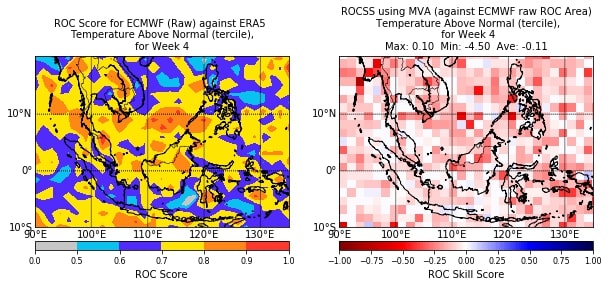 ROC Score for ECMWF (Raw) against ERA5
Temperature Above Normal (tercile),
for Week 4
10°N
0°
10°S
90°E 100°E 110°E 120°E 130°E
0.0 0.5 0.6 0.7 0.8 0.9 1.0
ROC Score
ROCSS using MVA (against ECMWF raw ROC Area)
Temperature Above Normal (tercile),
for Week 4
Max: 0.10 Min: -4.50 Ave: -0.11
10°N
0°
10°S
90°E 100°E 110°E 120°E 130°E
−1.00 −0.75 −0.50 −0.25 0.00 0.25 0.50 0.75 1.00
ROC Skill Score